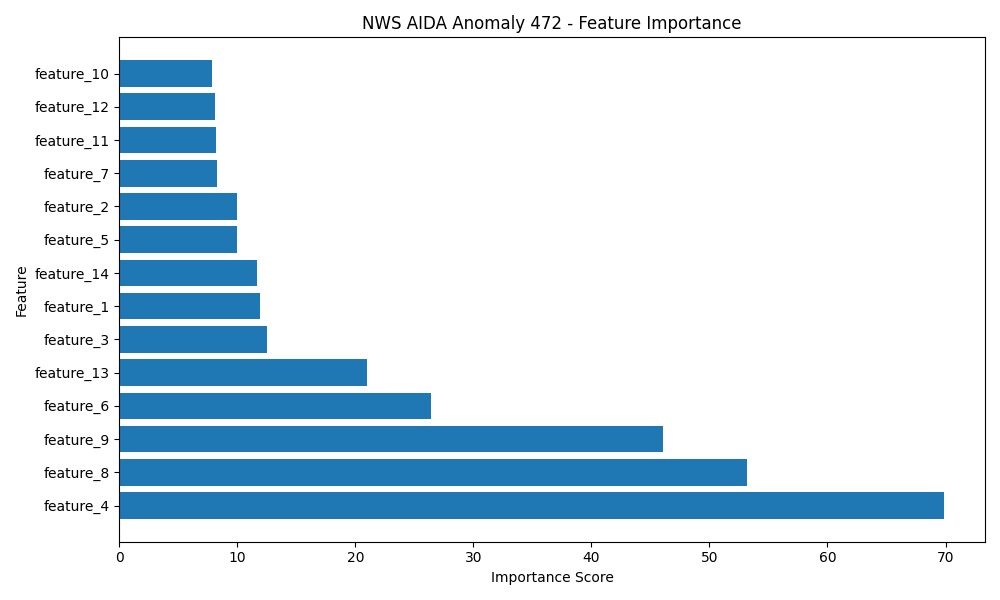 NWS AIDA Anomaly 472 - Feature Importance
feature_10
feature_12
feature_11
feature_7
feature_2
feature_5
feature_14
feature_1
feature_3
feature_13
feature_6
feature_9
feature_8
feature_4
Feature
0 10 20 30 40 50 60 70
Importance Score